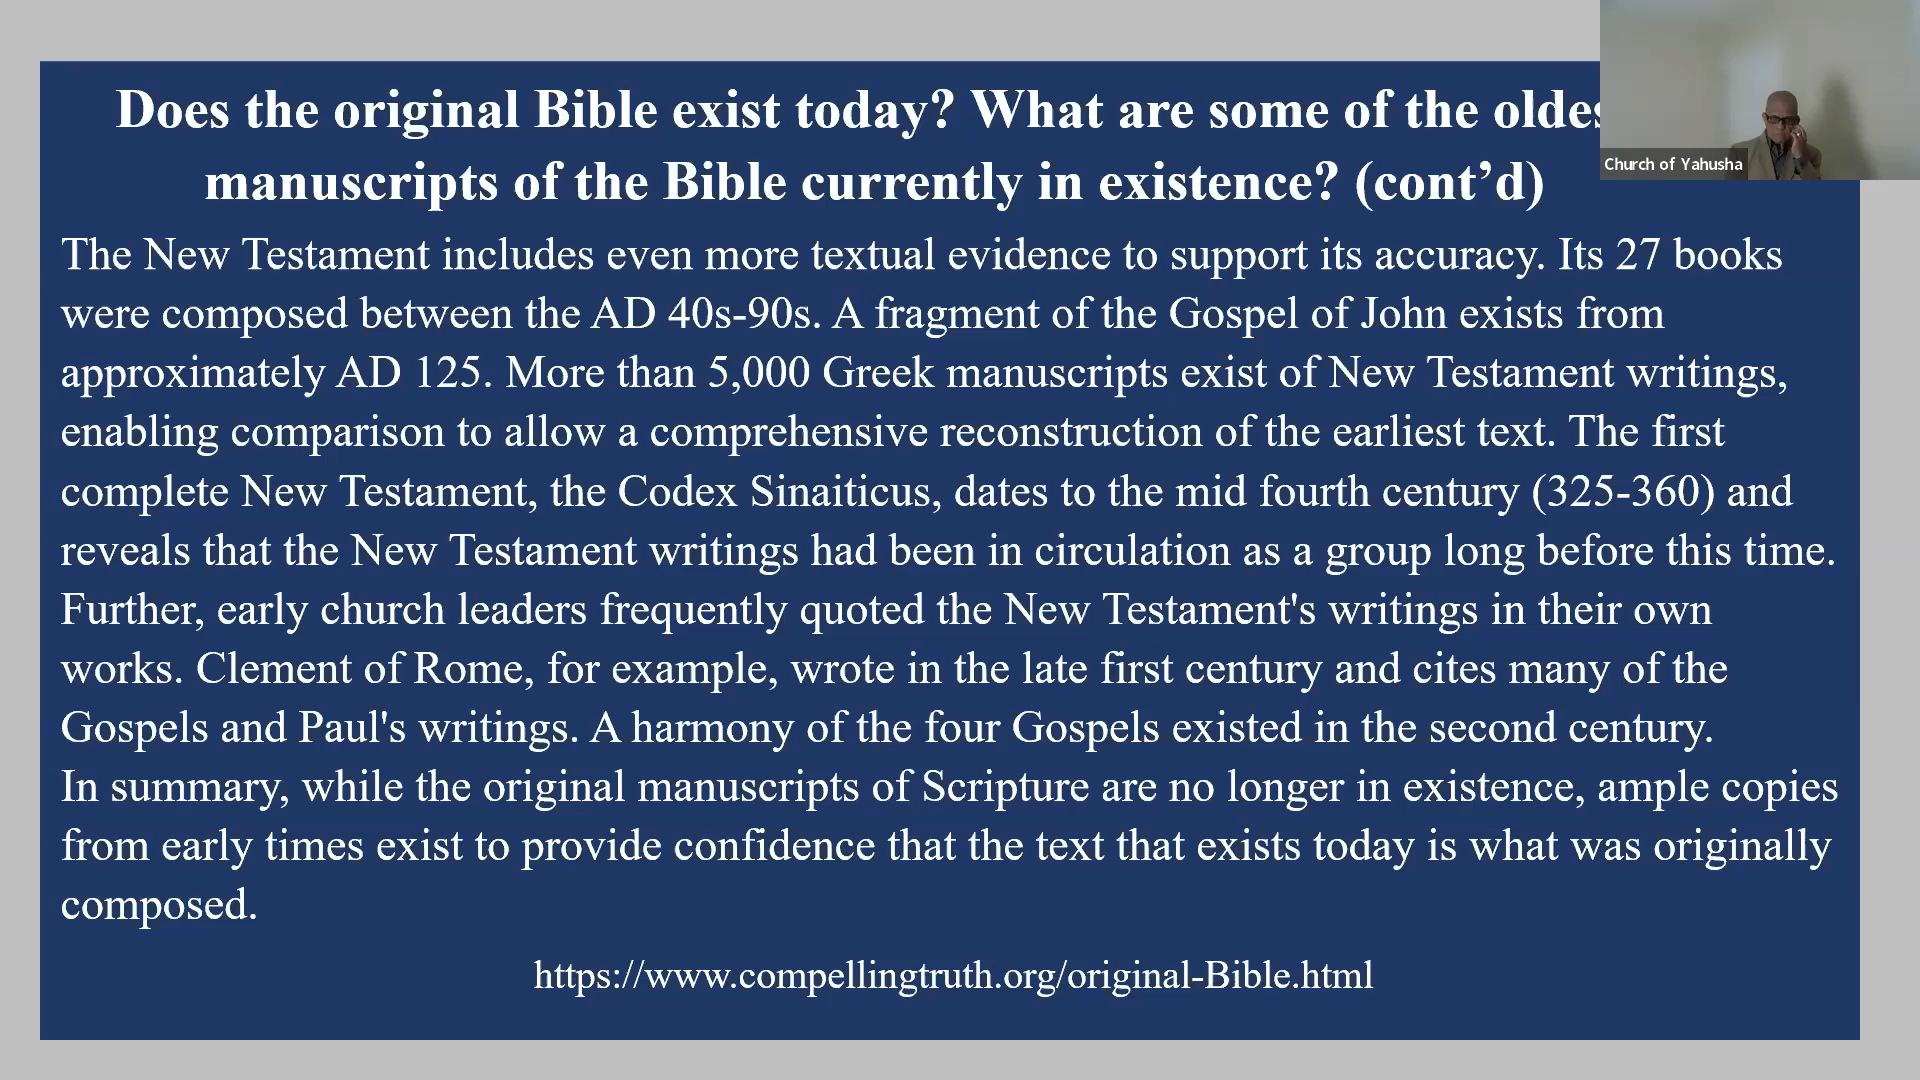 Does the original Bible exist today? What are some of the oldes
manuscripts of the Bible currently in existence? (cont’d)
Church of Yahusha
The New Testament includes even more textual evidence to support its accuracy. Its 27 books
were composed between the AD 40s-90s. A fragment of the Gospel of John exists from
approximately AD 125. More than 5,000 Greek manuscripts exist of New Testament writings,
enabling comparison to allow a comprehensive reconstruction of the earliest text. The first
complete New Testament, the Codex Sinaiticus, dates to the mid fourth century (325-360) and
reveals that the New Testament writings had been in circulation as a group long before this time.
Further, early church leaders frequently quoted the New Testament's writings in their own
works. Clement of Rome, for example, wrote in the late first century and cites many of the
Gospels and Paul's writings. A harmony of the four Gospels existed in the second century.
In summary, while the original manuscripts of Scripture are no longer in existence, ample copies
from early times exist to provide confidence that the text that exists today is what was originally
composed.
https://www.compellingtruth.org/original-Bible.html